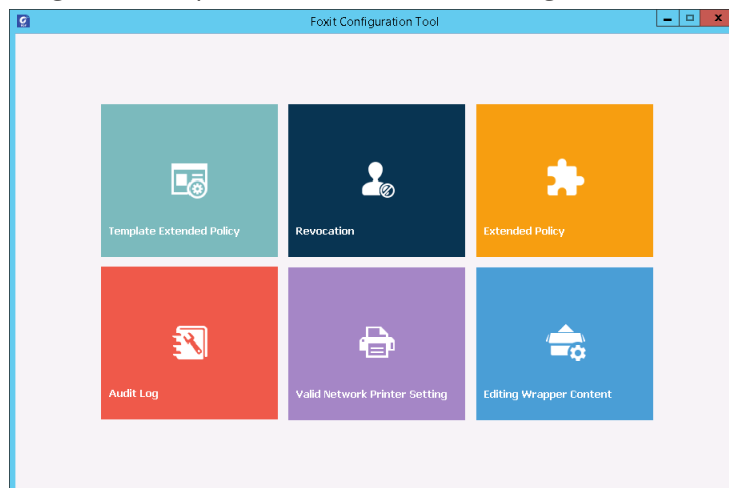 Foxit Configuration Tool
Template Extended Policy
Revocation
Extended Policy
Audit Log
Valid Network Printer Setting
Editing Wrapper Content